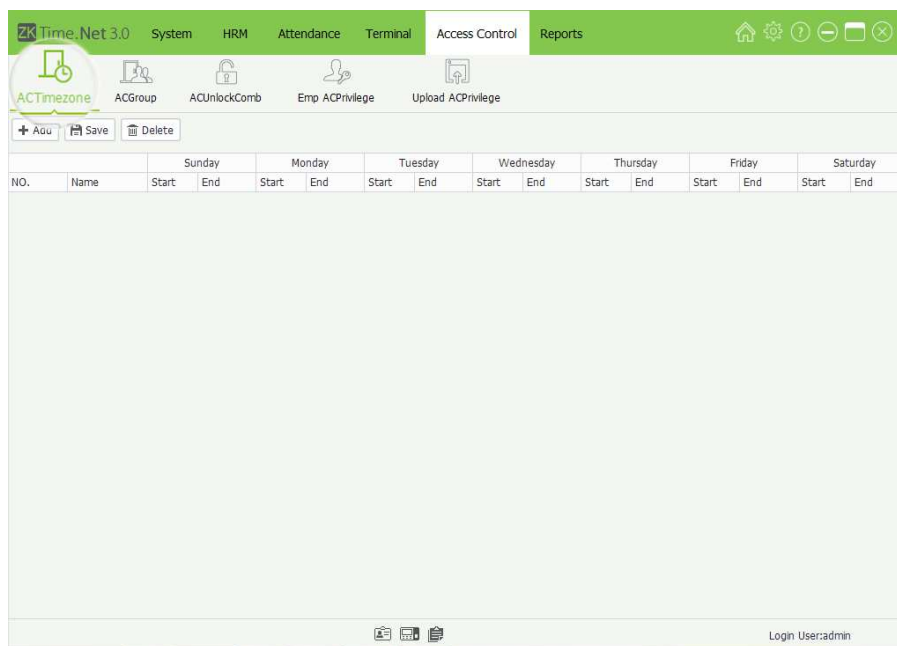 ZK Time.Net 3.0 System HRM Attendance Terminal Access Control Reports
ACTimezone ACGroup ACUnlockComb Emp ACPrivilege Upload ACPrivilege
+ Add Save Delete
Sunday Monday Tuesday Wednesday Thursday Friday Saturday
NO. Name Start End Start End Start End Start End Start End Start End Start End
Login User:admin